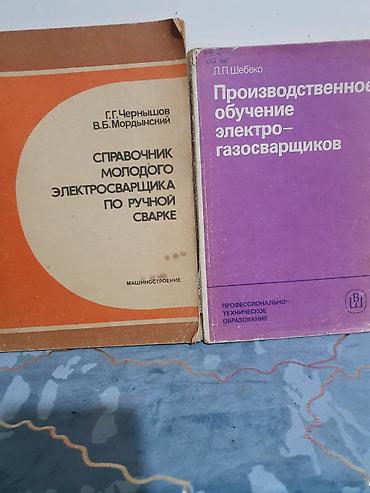 Г.Г.Чернышов
В.Б.Мордынский
СПРАВОЧНИК
МОЛОДОГО
ЭЛЕКТРОСВАРЩИКА
ПО РУЧНОЙ
СВАРКЕ
МАШИНОСТРОЕНИЕ
Л.П.Шебеко
Производственное
обучение
электро-
газосварщиков
ПРОФЕССИОНАЛЬНО-
ТЕХНИЧЕСКОЕ
ОБРАЗОВАНИЕ